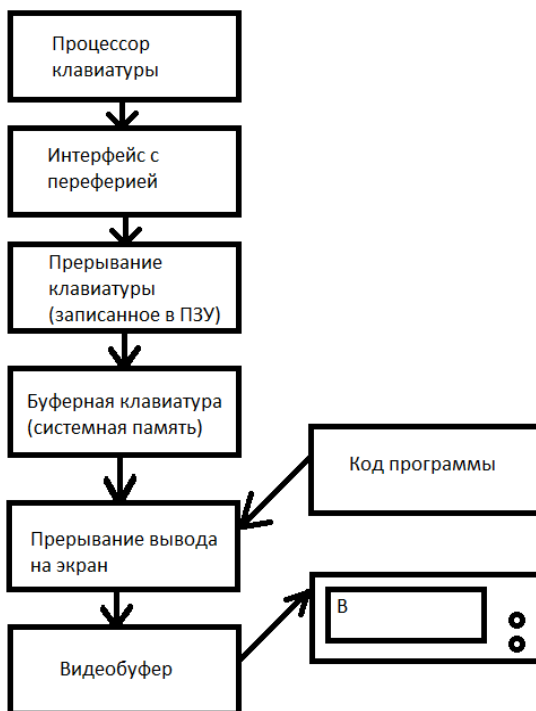 Процессор
клавиатуры
Интерфейс с
переферией
Прерывание
клавиатуры
(записанное в ПЗУ)
Буферная клавиатура
(системная память)
Код программы
Прерывание вывода
на экран
В
Видеобуфер